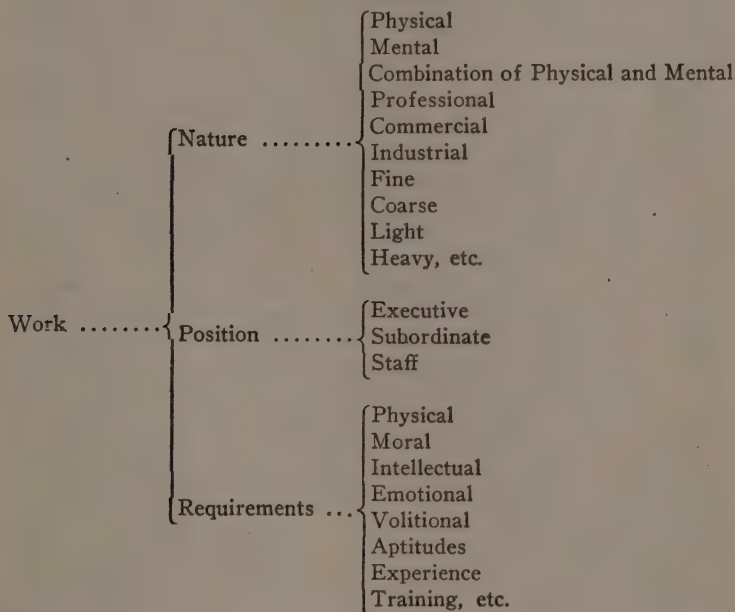 Physical
Mental
Combination of Physical and Mental
Professional
Commercial
Nature ..........
Industrial
Fine
Coarse
Light
Heavy, etc.
Executive
Work ........ Position ......... Subordinate
Staff
Physical
Moral
Intellectual
Emotional
Requirements ...
Volitional
Aptitudes
Experience
Training, etc.